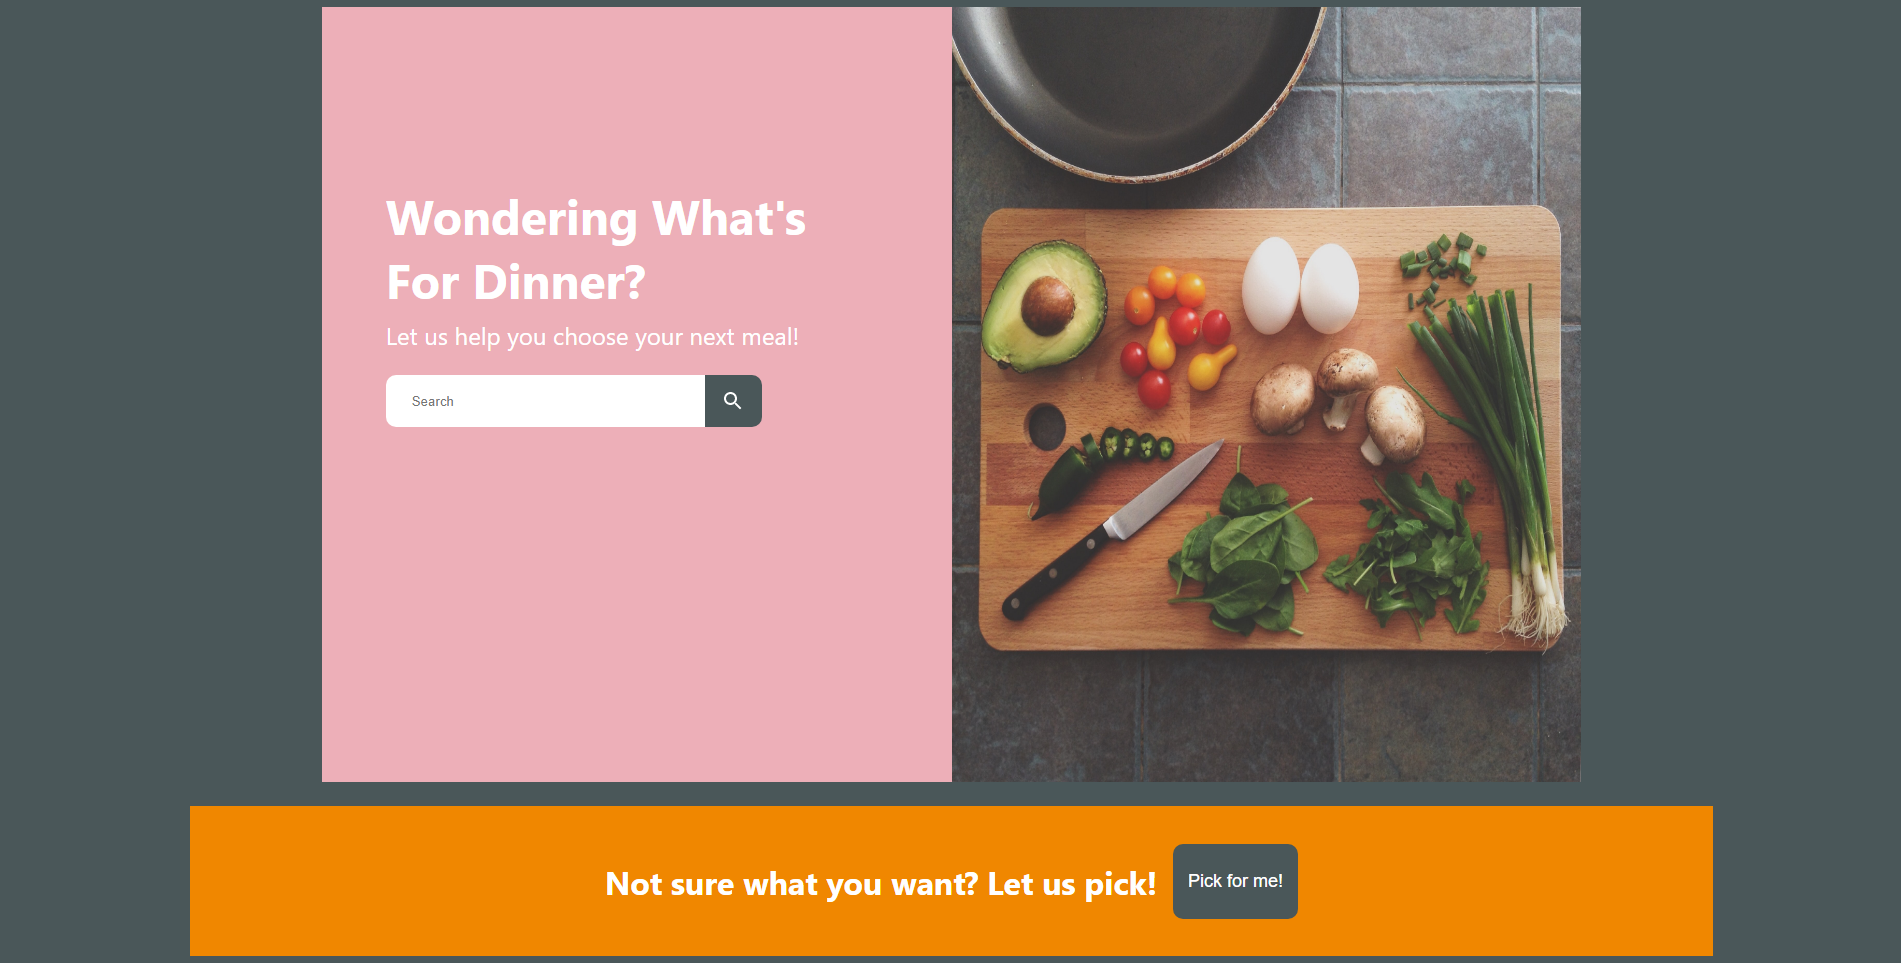 Wondering What's
For Dinner?
Let us help you choose your next meal!
Search
Not sure what you want? Let us pick!
Pick for me!